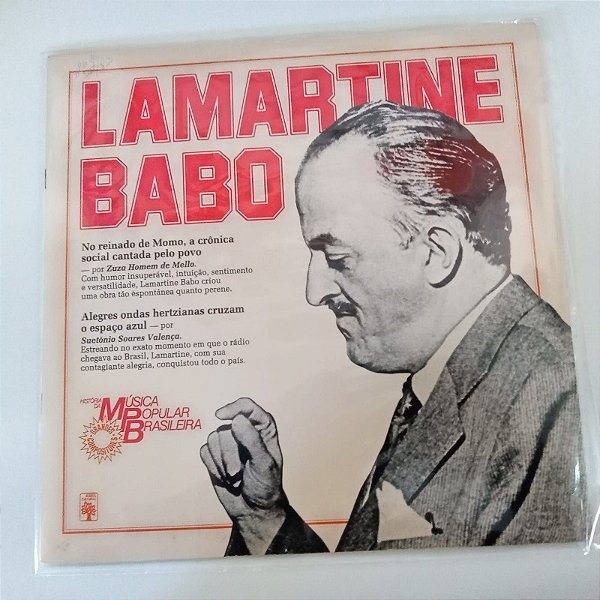 LAMARTINE
BABO
No reinado de Momo, a crônica
social cantada pelo povo
— por Zuza Homem de Mello.
Com humor insuperável, intuição, sentimento
e versatilidade, Lamartine Babo criou
uma obra tão espontânea quanto perene.
Alegres ondas hertzianas cruzam
o espaço azul — por
Suetônio Soares Valença.
Estreando no exato momento em que o rádio
chegava ao Brasil, Lamartine, com sua
contagiante alegria, conquistou todo o país.
HISTÓRIA DA
MÚSICA
POPULAR
BRASILEIRA
GRANDES
COMPOSITORES